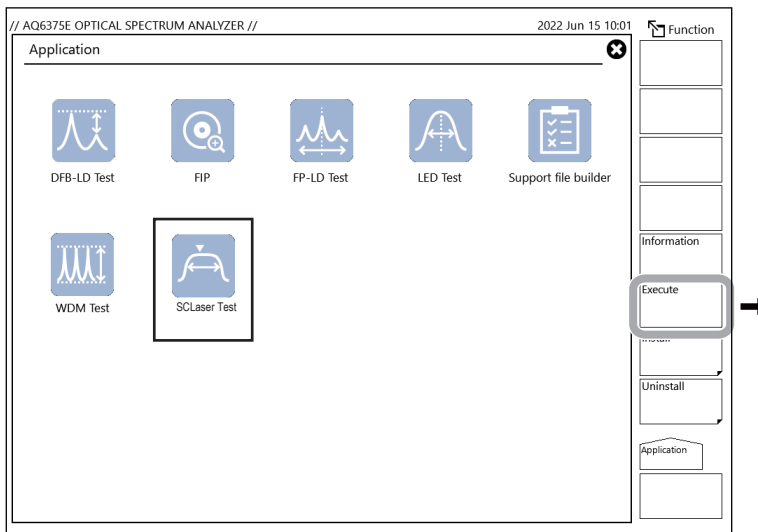 // AQ6375E OPTICAL SPECTRUM ANALYZER // 2022 Jun 15 10:01
Function
Application
DFB-LD Test FIP FP-LD Test LED Test Support file builder
WDM Test SCLaser Test
Information
Execute
Install
Uninstall
Application